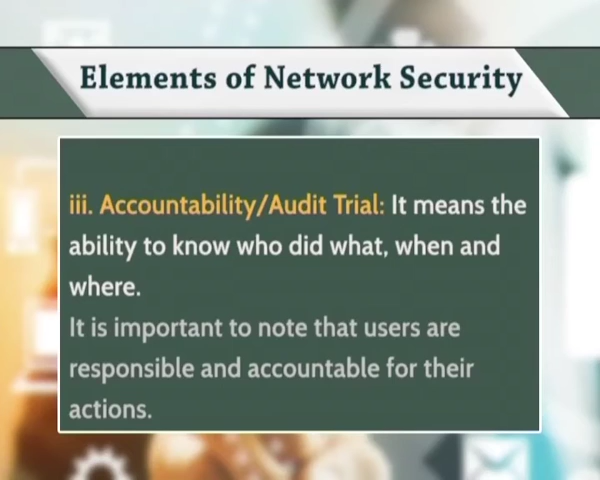 Elements of Network Security
iii. Accountability/Audit Trial: It means the
ability to know who did what, when and
where.
It is important to note that users are
responsible and accountable for their
actions.